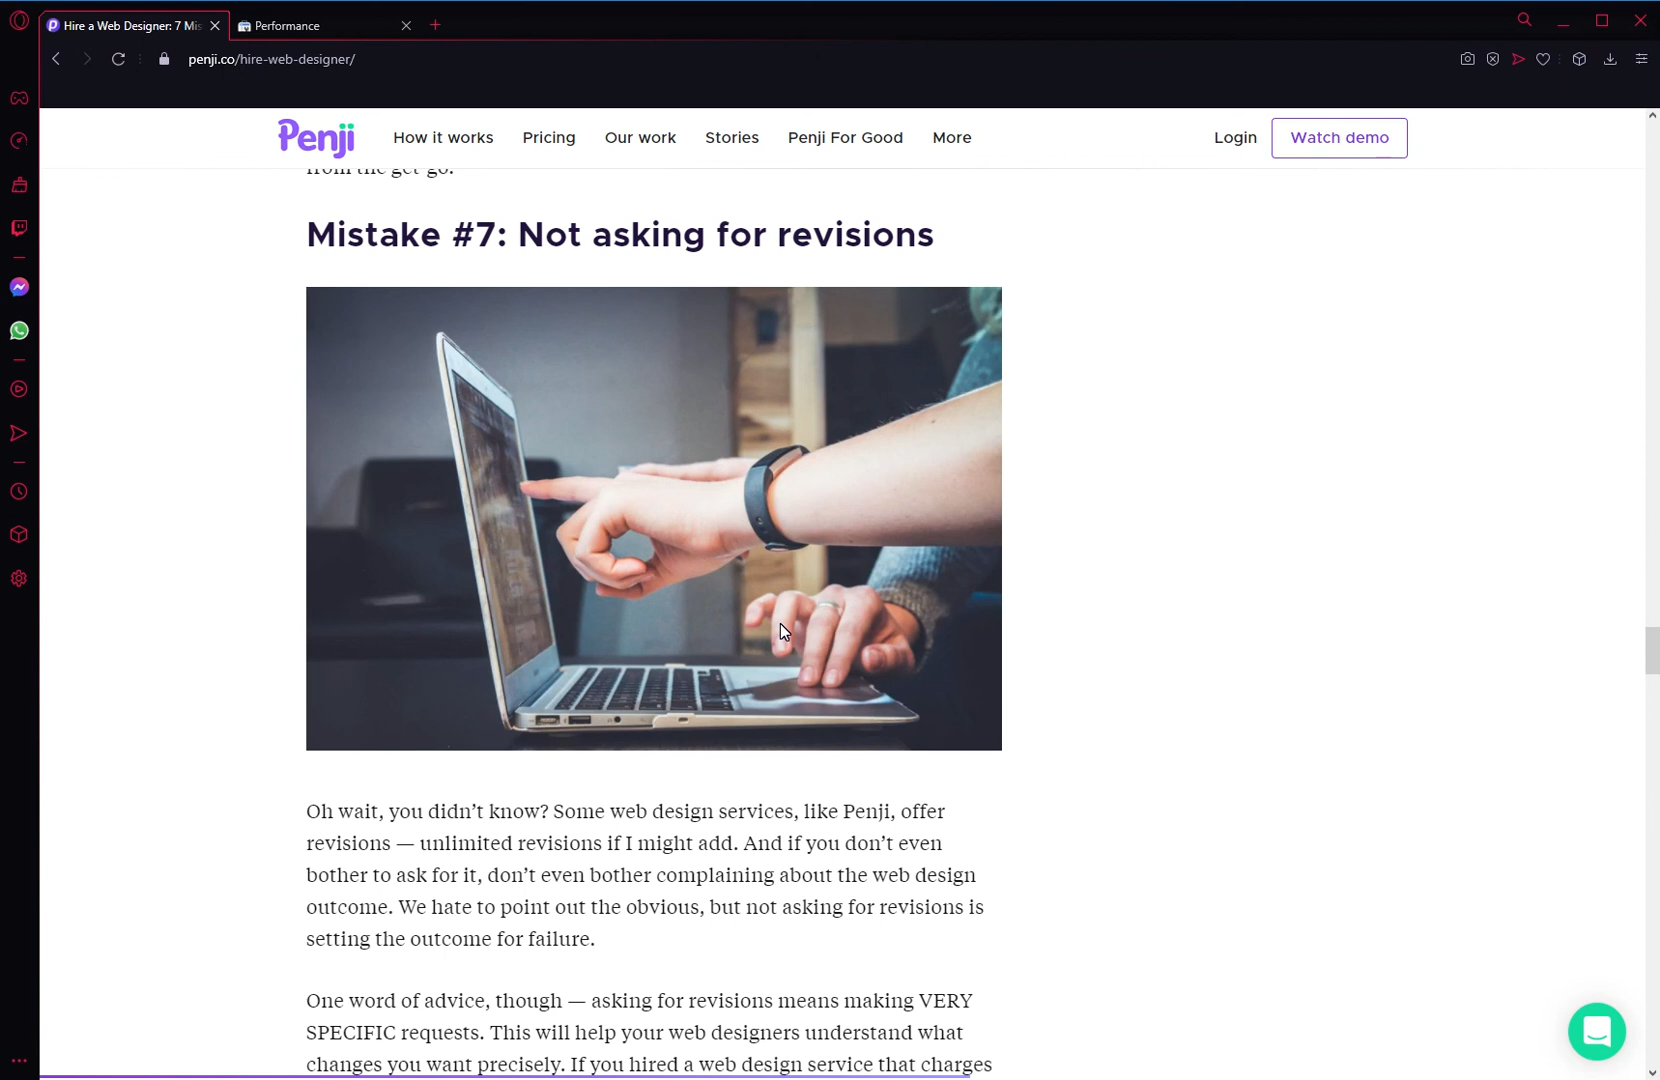 Hire a Web Designer: 7 Mis
Performance
penji.co/hire-web-designer/
Penji
How it works
Pricing
Our work
Stories
Penji For Good
More
Login
Watch demo
from the get-go.
Mistake #7: Not asking for revisions
Oh wait, you didn’t know? Some web design services, like Penji, offer
revisions — unlimited revisions if I might add. And if you don’t even
bother to ask for it, don’t even bother complaining about the web design
outcome. We hate to point out the obvious, but not asking for revisions is
setting the outcome for failure.
One word of advice, though — asking for revisions means making VERY
SPECIFIC requests. This will help your web designers understand what
changes you want precisely. If you hired a web design service that charges